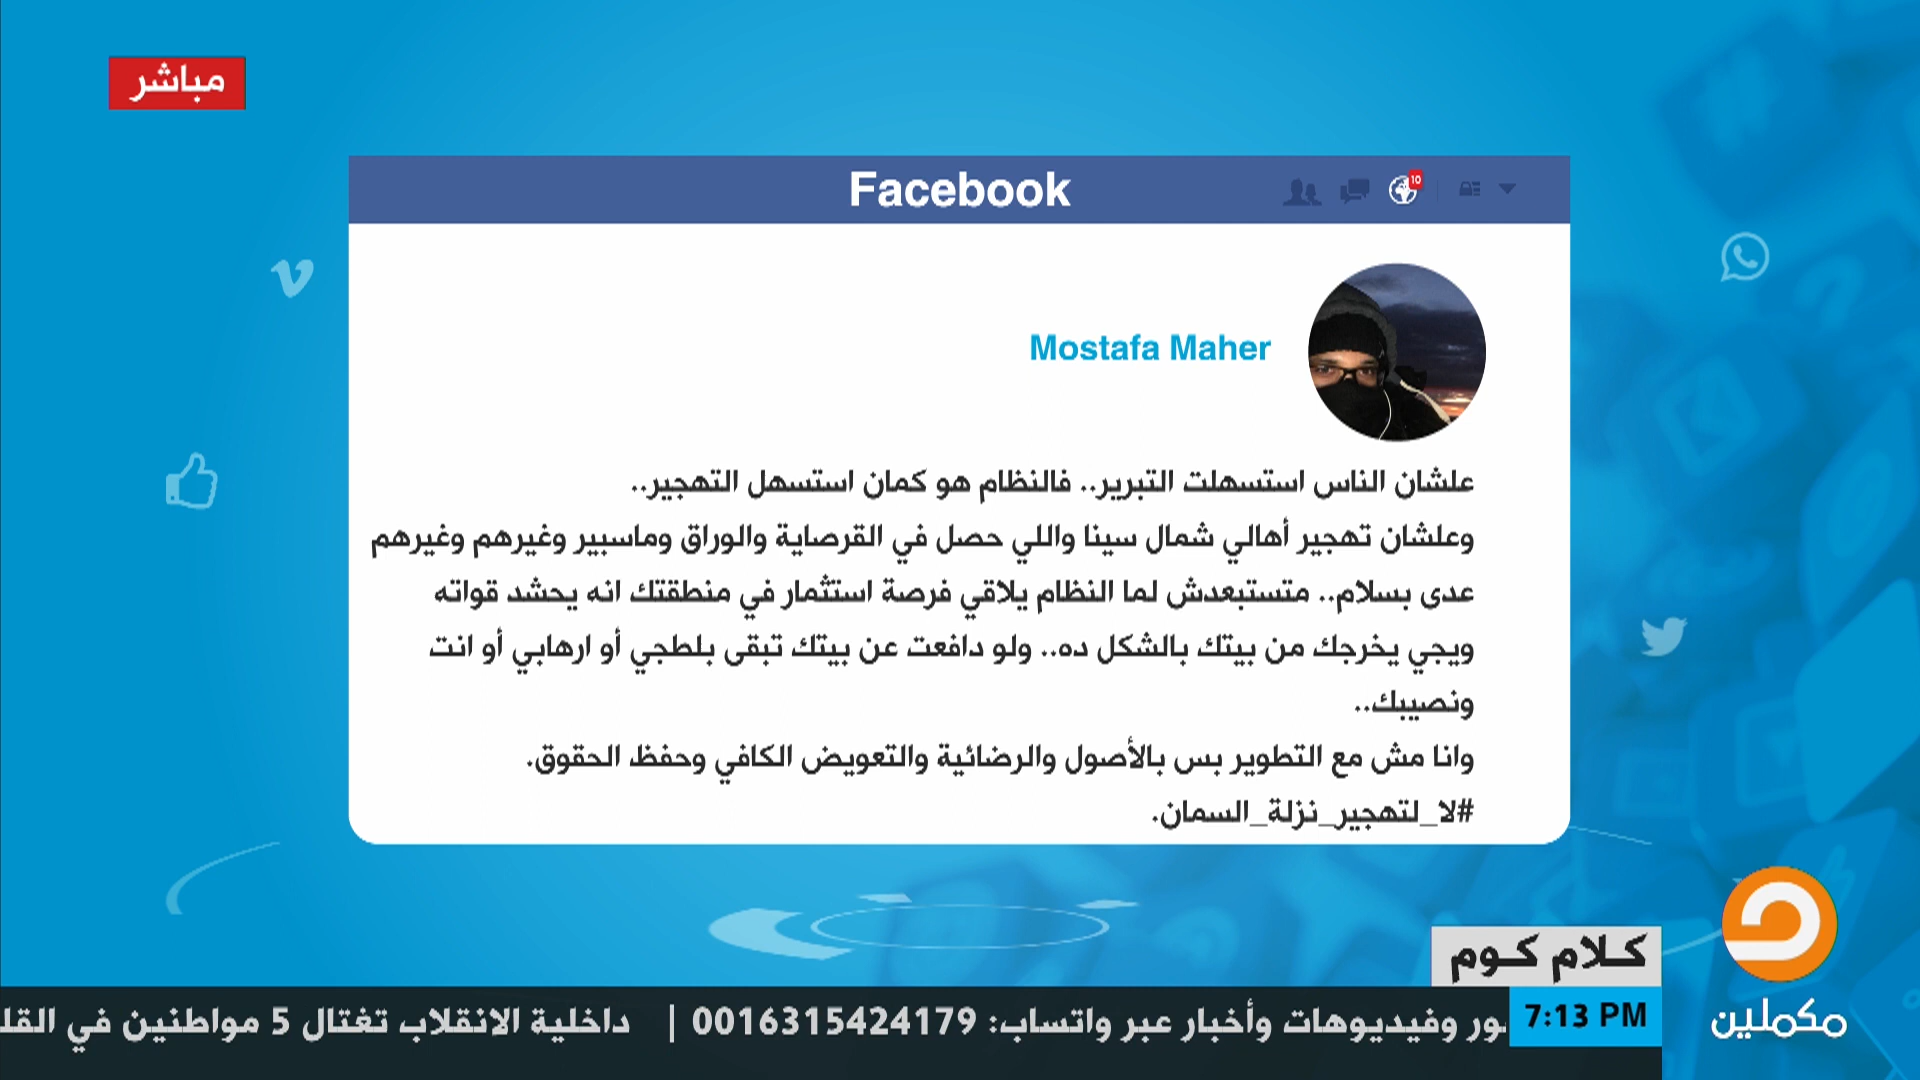 مباشر
Facebook
10
Mostafa Maher
علشان الناس استسهلت التبرير.. فالنظام هو كمان استسهل التهجير..
وعلشان تهجير أهالي شمال سينا واللي حصل في القرصاية والوراق وماسبير وغيرهم وغيرهم
عدى بسلام.. متستبعدش لما النظام يلاقي فرصة استثمار في منطقتك انه يحشد قواته
ويجي يخرجك من بيتك بالشكل ده.. ولو دافعت عن بيتك تبقى بلطجي أو ارهابي أو انت
ونصيبك..
وانا مش مع التطوير بس بالأصول والرضائية والتعويض الكافي وحفظ الحقوق.
#لا_لتهجير_نزلة_السمان.
كلام كوم
7:13 PM
ور وفيديوهات وأخبار عبر واتساب: 0016315424179 | داخلية الانقلاب تغتال 5 مواطنين في القل
مكملين